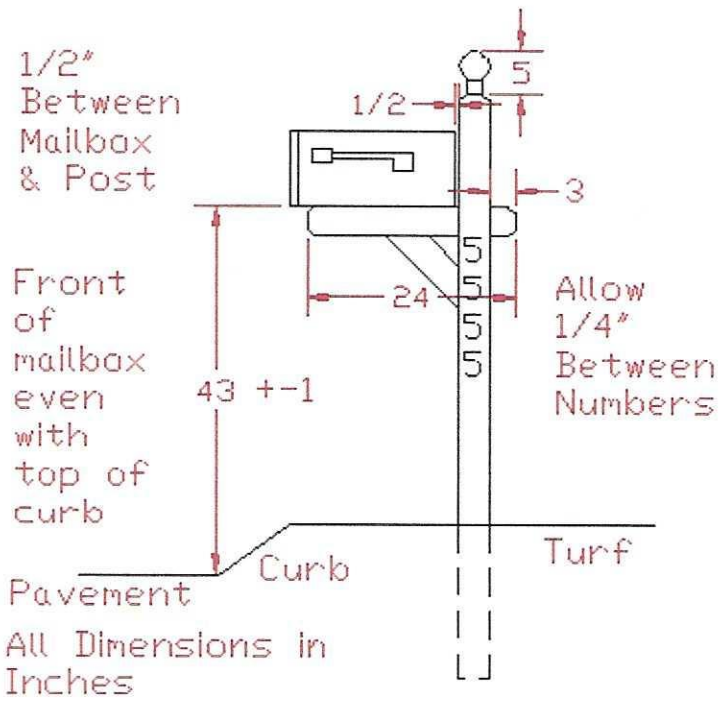 1/2"
Between
Mailbox
& Post
5
1/2
3
5
5
5
5
24
Allow
1/4"
Between
Numbers
Front
of
mailbox
even
with
top of
curb
43 +-1
Curb
Turf
Pavement
All Dimensions in
Inches